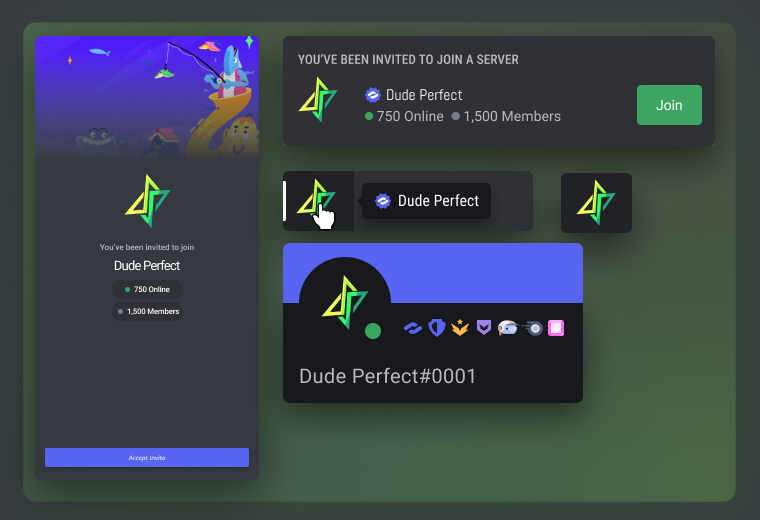 You've been invited to join
Dude Perfect
750 Online
1,500 Members
Accept Invite
YOU'VE BEEN INVITED TO JOIN A SERVER
Dude Perfect
750 Online 1,500 Members
Join
Dude Perfect
Dude Perfect#0001